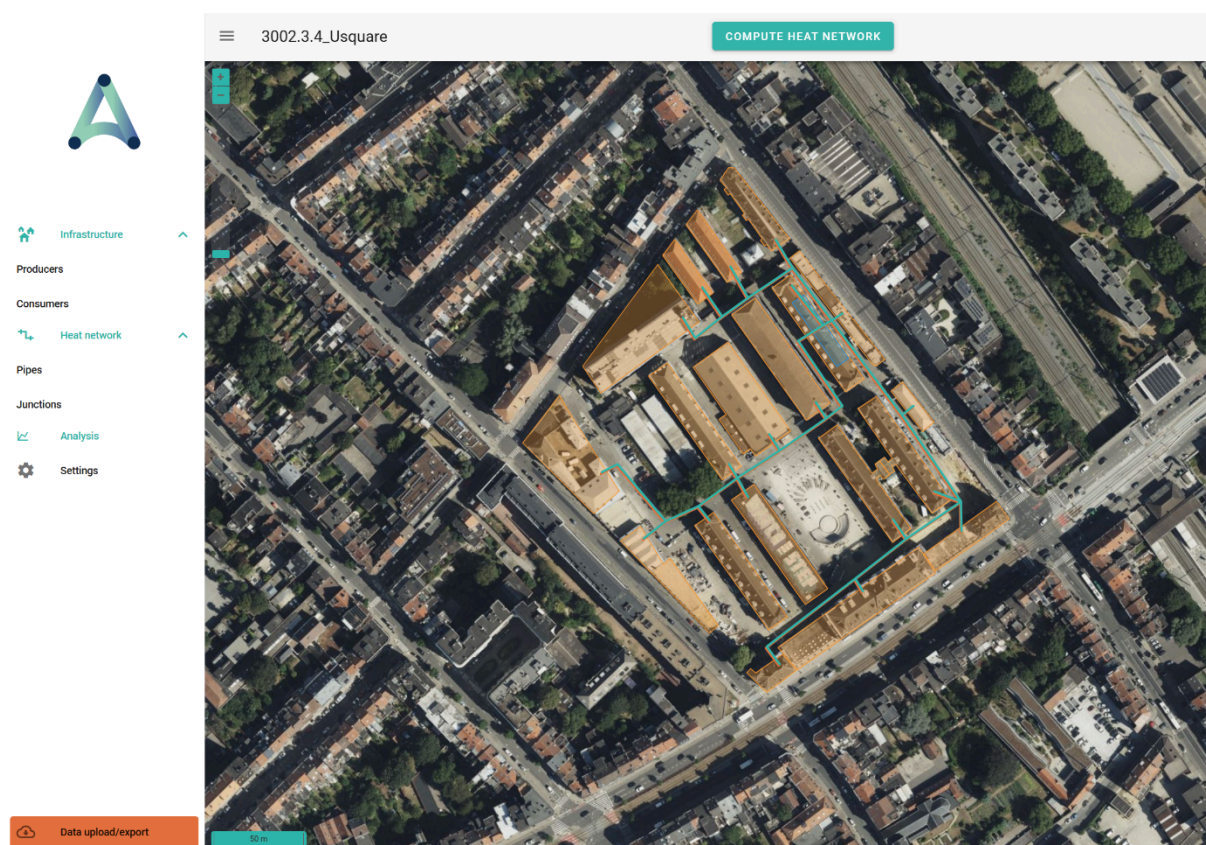 3002.3.4_Usquare
COMPUTE HEAT NETWORK
+
−
Infrastructure
Producers
Consumers
Heat network
Pipes
Junctions
Analysis
Settings
Data upload/export
50 m